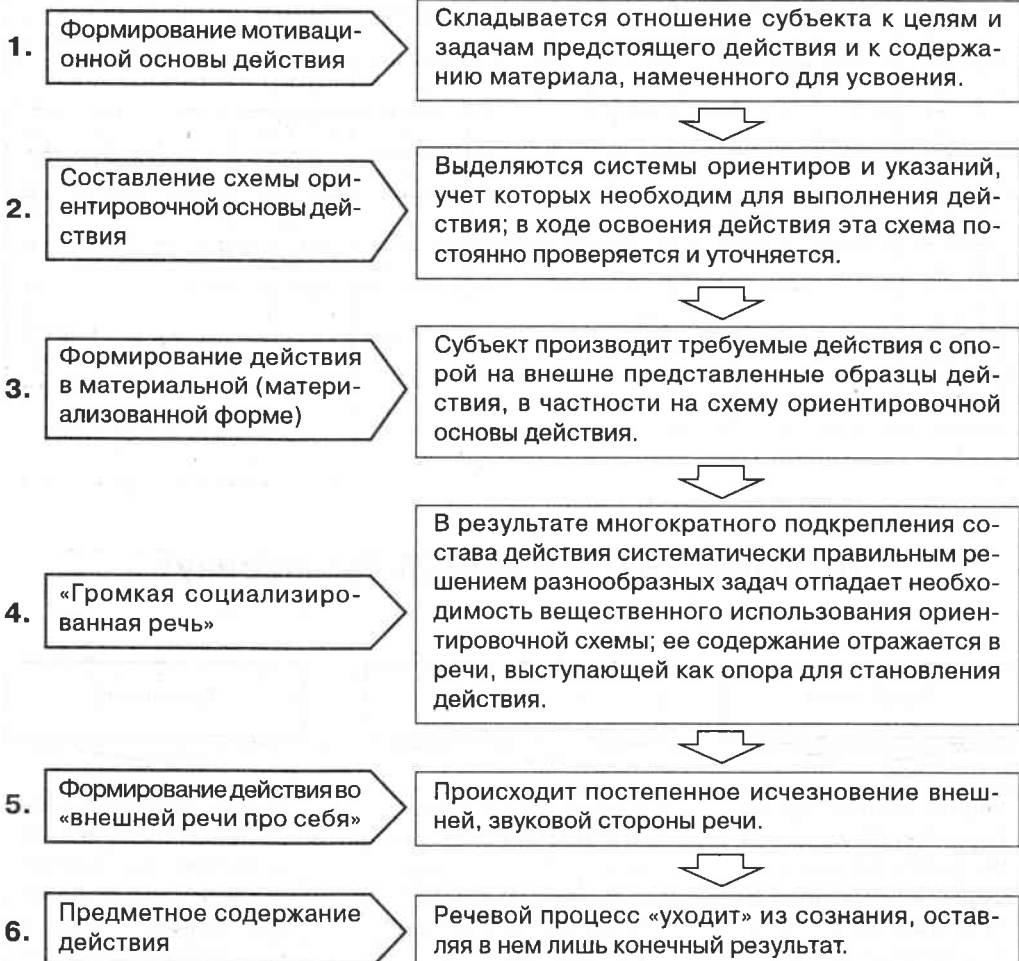 1.
Формирование мотиваци-
онной основы действия
Складывается отношение субъекта к целям и
задачам предстоящего действия и к содержа-
нию материала, намеченного для усвоения.
2.
Составление схемы ори-
ентировочной основы дей-
ствия
Выделяются системы ориентиров и указаний,
учет которых необходим для выполнения дей-
ствия; в ходе освоения действия эта схема по-
стоянно проверяется и уточняется.
3.
Формирование действия
в материальной (матери-
ализованной форме)
Субъект производит требуемые действия с опо-
рой на внешне представленные образцы дей-
ствия, в частности на схему ориентировочной
основы действия.
4.
«Громкая социализиро-
ванная речь»
В результате многократного подкрепления со-
става действия систематически правильным ре-
шением разнообразных задач отпадает необхо-
димость вещественного использования ориен-
тировочной схемы; ее содержание отражается в
речи, выступающей как опора для становления
действия.
5.
Формирование действия во
«внешней речи про себя»
Происходит постепенное исчезновение внеш-
ней, звуковой стороны речи.
6.
Предметное содержание
действия
Речевой процесс «уходит» из сознания, остав-
ляя в нем лишь конечный результат.